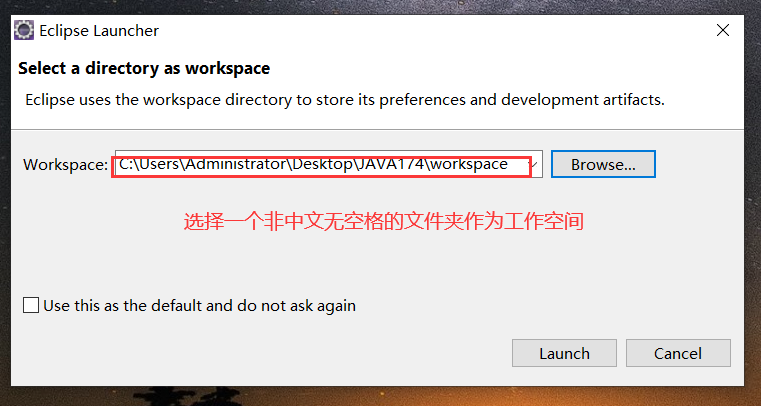 Eclipse Launcher
Select a directory as workspace
Eclipse uses the workspace directory to store its preferences and development artifacts.
Workspace: C:\Users\Administrator\Desktop\JAVA174\workspace Browse...
选择一个非中文无空格的文件夹作为工作空间
Use this as the default and do not ask again
Launch Cancel